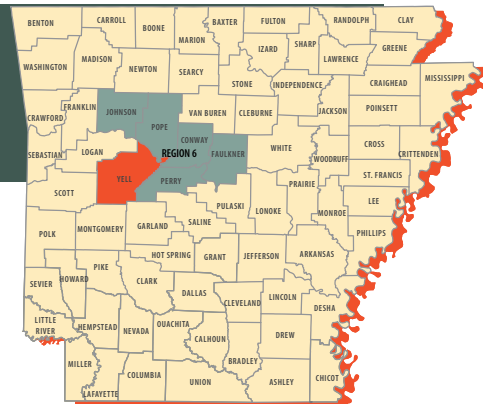 BENTON
CARROLL
BOONE
BAXTER
FULTON
RANDOLPH
CLAY
MARION
IZARD
SHARP
GREENE
WASHINGTON
MADISON
NEWTON
SEARCY
STONE
INDEPENDENCE
LAWRENCE
CRAIGHEAD
MISSISSIPPI
CRAWFORD
FRANKLIN
JOHNSON
POPE
VAN BUREN
CLEBURNE
JACKSON
POINSETT
SEBASTIAN
LOGAN
CONWAY
REGION 6
FAULKNER
WHITE
WOODRUFF
CROSS
CRITTENDEN
SCOTT
YELL
PERRY
PULASKI
LONOKE
PRAIRIE
MONROE
ST. FRANCIS
LEE
PHILLIPS
POLK
MONTGOMERY
GARLAND
SALINE
HOT SPRING
GRANT
JEFFERSON
ARKANSAS
SEVIER
HOWARD
PIKE
CLARK
DALLAS
CLEVELAND
LINCOLN
DESHA
LITTLE
RIVER
HEMPSTEAD
NEVADA
OUACHITA
CALHOUN
BRADLEY
DREW
MILLER
LAFAYETTE
COLUMBIA
UNION
ASHLEY
CHICOT